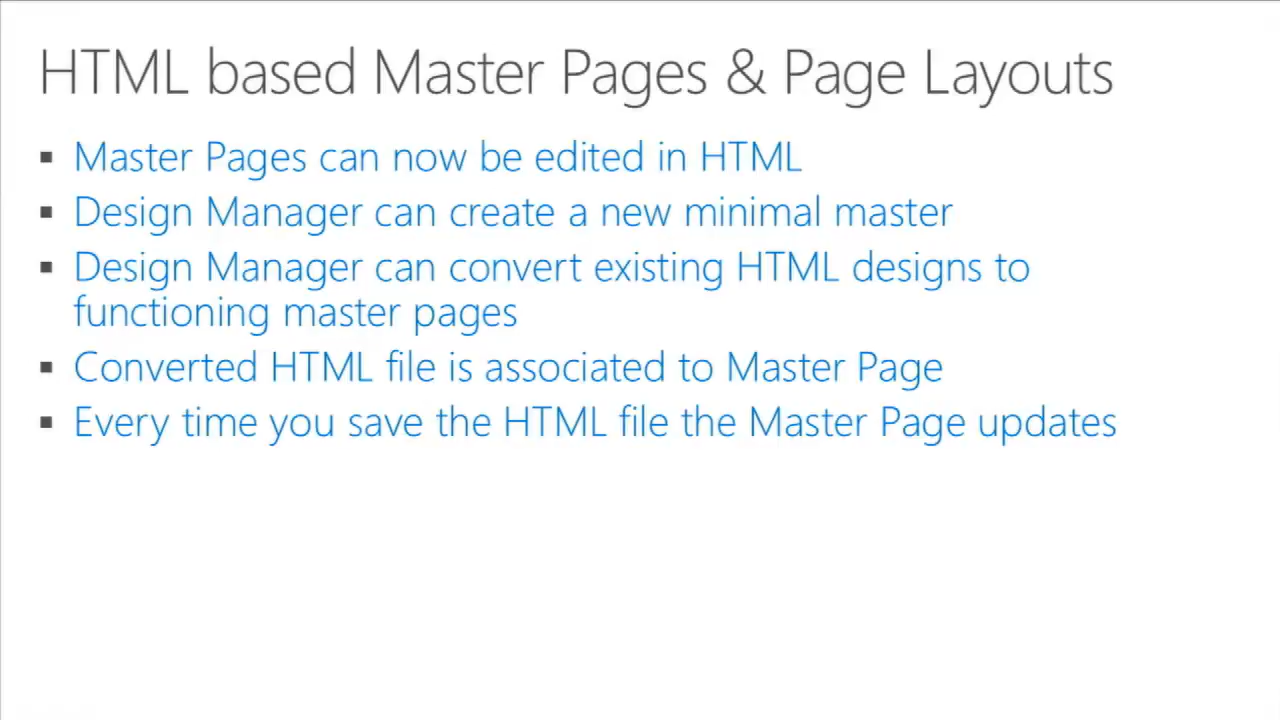 HTML based Master Pages & Page Layouts
▪ Master Pages can now be edited in HTML
▪ Design Manager can create a new minimal master
▪ Design Manager can convert existing HTML designs to
functioning master pages
▪ Converted HTML file is associated to Master Page
▪ Every time you save the HTML file the Master Page updates